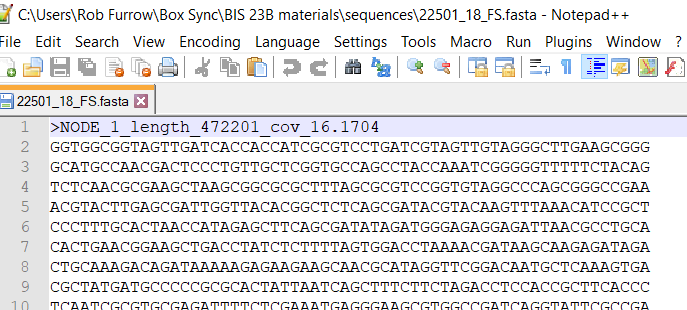 C:\Users\Rob Furrow\Box Sync\BIS 23B materials\sequences\22501_18_FS.fasta - Notepad++
File Edit Search View Encoding Language Settings Tools Macro Run Plugins Window ?
22501_18_FS.fasta
1 >NODE_1_length_472201_cov_16.1704
2 GGTGGCGGTAGTTGATCACCACCATCGCGTCCTGATCGTAGTTGTAGGGCTTGAAGCGGG
3 GCATGCCAACGACTCCCTGTTGCTCGGTGCCAGCCTACCAAATCGGGGGTTTTTCTACAG
4 TCTCAACGCGAAGCTAAGCGGCGCGCTTTAGCGCGTCCGGTGTAGGCCCAGCGGGCCGAA
5 ACGTACTTGAGCGATTGGTTACACGGCTCTCAGCGATACGTACAAGTTTAAACATCCGCT
6 CCCTTTGCACTAACCATAGAGCTTCAGCGATATAGATGGGAGAGGAGATTAACGCCTGCA
7 CACTGAACGGAAGCTGACCTATCTCTTTTAGTGGACCTAAAACGATAAGCAAGAGATAGA
8 CTGCAAAGACAGATAAAAAGAGAAGAAGCAACGCATAGGTTCGGACAATGCTCAAAGTGA
9 CGCTATGATGCCCCCGCGCACTATTAATCAGCTTTCTTCTAGACCTCCACCGCTTCACCC
10 TCAATCGCGTGCGAGATTTTCTCGAAATGAGGGAAGCGTGGCCGATCAGGTATTCGCCGA